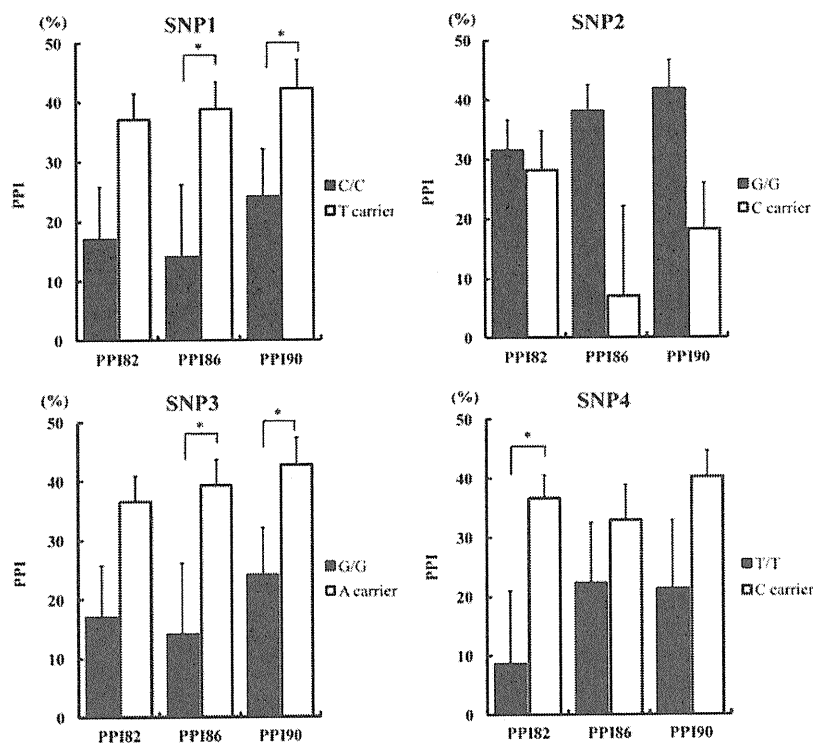 (%)
SNP1
50
40
30
20
10
0
PPI
*
*
C/C
T carrier
PPI82 PPI86 PPI90
SNP2
50
40
30
20
10
0
PPI
G/G
C carrier
PPI82 PPI86 PPI90
(%)
SNP3
50
40
30
20
10
0
PPI
*
*
G/G
A carrier
PPI82 PPI86 PPI90
(%)
SNP4
50
40
30
20
10
0
PPI
*
T/T
C carrier
PPI82 PPI86 PPI90